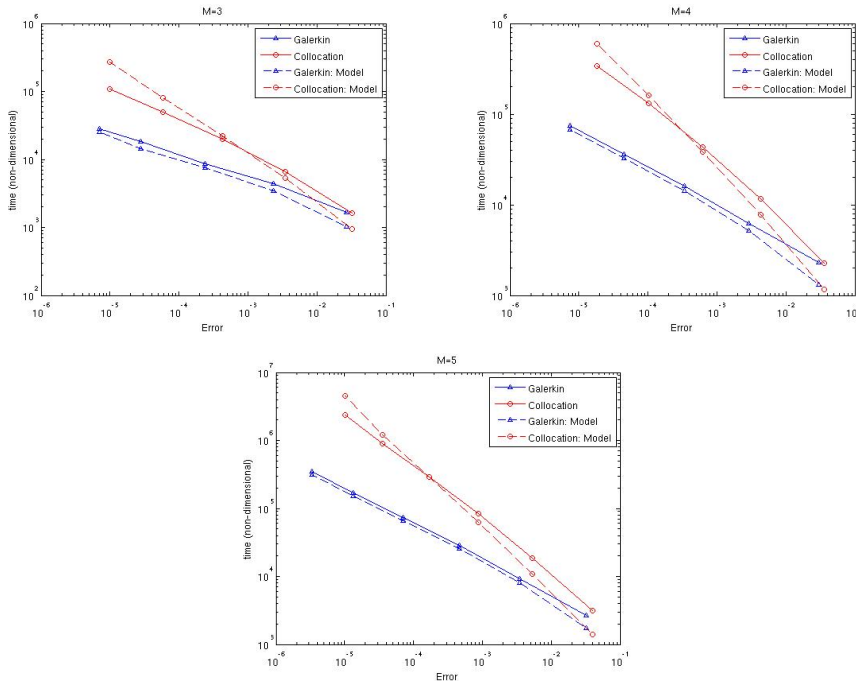 M=3
10^6
10^5
10^4
10^3
10^2
time (non-dimensional)
Galerkin
Collocation
Galerkin: Model
Collocation: Model
10^-6 10^-5 10^-4 10^-3 10^-2 10^-1
Error
M=4
10^6
10^5
10^4
10^3
time (non-dimensional)
Galerkin
Collocation
Galerkin: Model
Collocation: Model
10^-6 10^-5 10^-4 10^-3 10^-2 10^-1
Error
M=5
10^7
10^6
10^5
10^4
10^3
time (non-dimensional)
Galerkin
Collocation
Galerkin: Model
Collocation: Model
10^-6 10^-5 10^-4 10^-3 10^-2 10^-1
Error